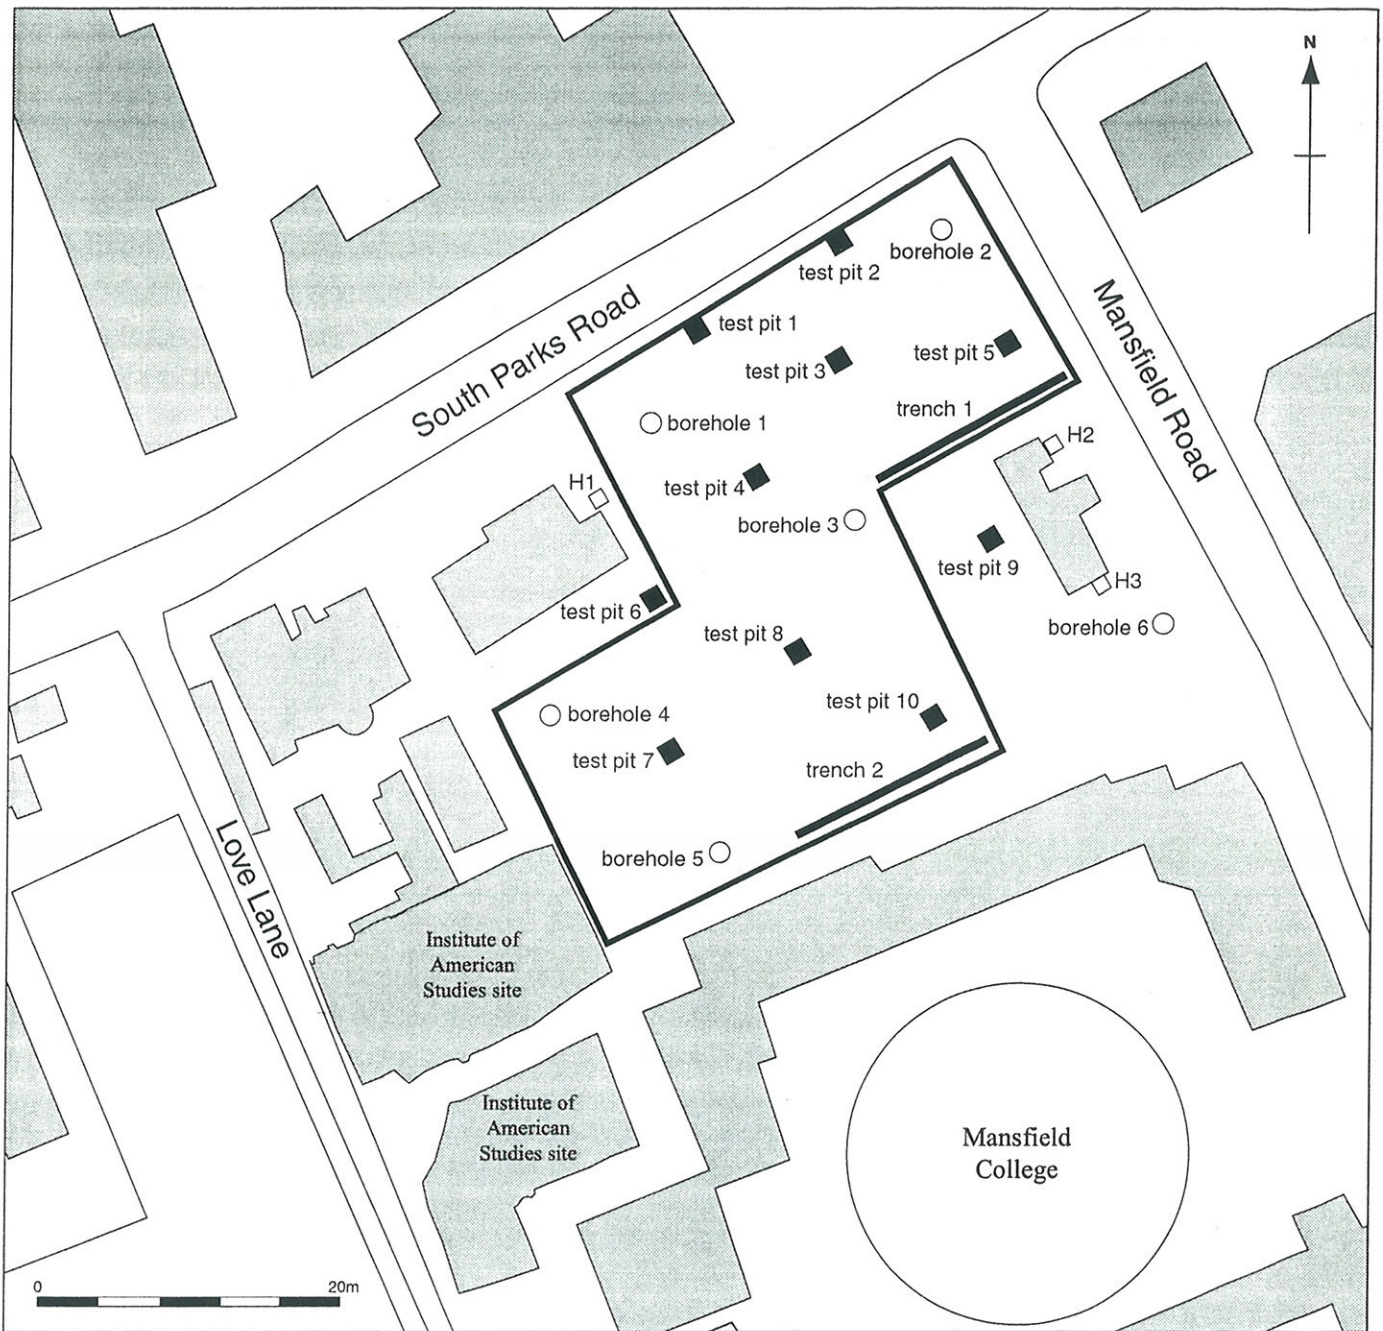 N
borehole 2
test pit 2
Mansfield Road
South Parks Road
test pit 1
test pit 5
test pit 3
trench 1
borehole 1
H2
H1
test pit 4
borehole 3
test pit 9
H3
test pit 6
borehole 6
test pit 8
test pit 10
borehole 4
test pit 7
trench 2
Love Lane
borehole 5
Institute of
American
Studies site
Institute of
American
Studies site
Mansfield
College
0
20m